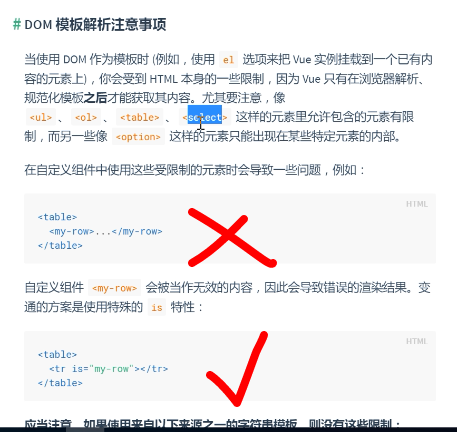 # DOM 模板解析注意事项
当使用 DOM 作为模板时 (例如，使用 el 选项来把 Vue 实例挂载到一个已有内
容的元素上)，你会受到 HTML 本身的一些限制，因为 Vue 只有在浏览器解析、
规范化模板之后才能获取其内容。尤其要注意，像
<ul> 、 <ol> 、 <table> 、 <select> 这样的元素里允许包含的元素有限
制，而另一些像 <option> 这样的元素只能出现在某些特定元素的内部。
在自定义组件中使用这些受限制的元素时会导致一些问题，例如：
HTML
<table>
<my-row>...</my-row>
</table>
自定义组件 <my-row> 会被当作无效的内容，因此会导致错误的渲染结果。变
通的方案是使用特殊的 is 特性：
HTML
<table>
<tr is="my-row"></tr>
</table>
应当注意，如果使用来自以下来源之一的字符串模板，则没有这些限制：